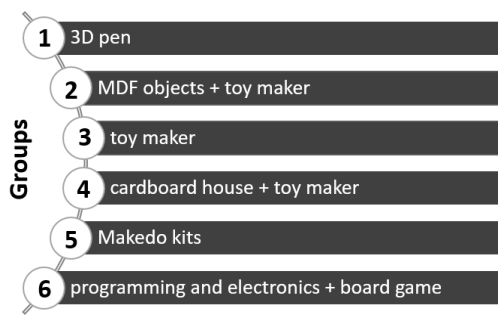 Groups
1 3D pen
2 MDF objects + toy maker
3 toy maker
4 cardboard house + toy maker
5 Makedo kits
6 programming and electronics + board game